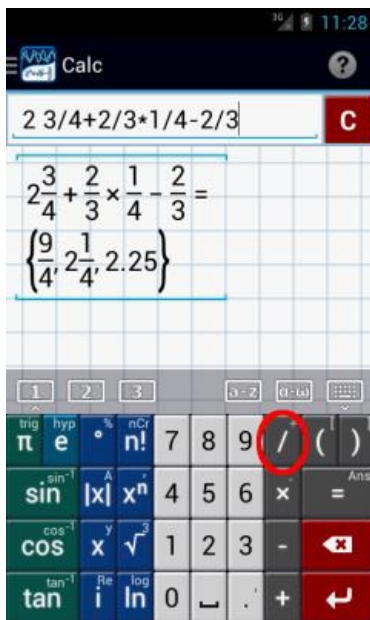 3G 11:28
Calc ?
2 3/4+2/3*1/4-2/3 C
2 3/4 + 2/3 × 1/4 - 2/3 =
{9/4, 2 1/4, 2.25}
1 2 3 a-z α-ω
trig hyp % nCr ÷ [ ]
π e ° n! 7 8 9 / ( )
sin⁻¹ A Ans
sin |x| xⁿ 4 5 6 × =
cos⁻¹ 3
cos xʸ √ 1 2 3 -
tan⁻¹ Re log
tan i ln 0 . ' +